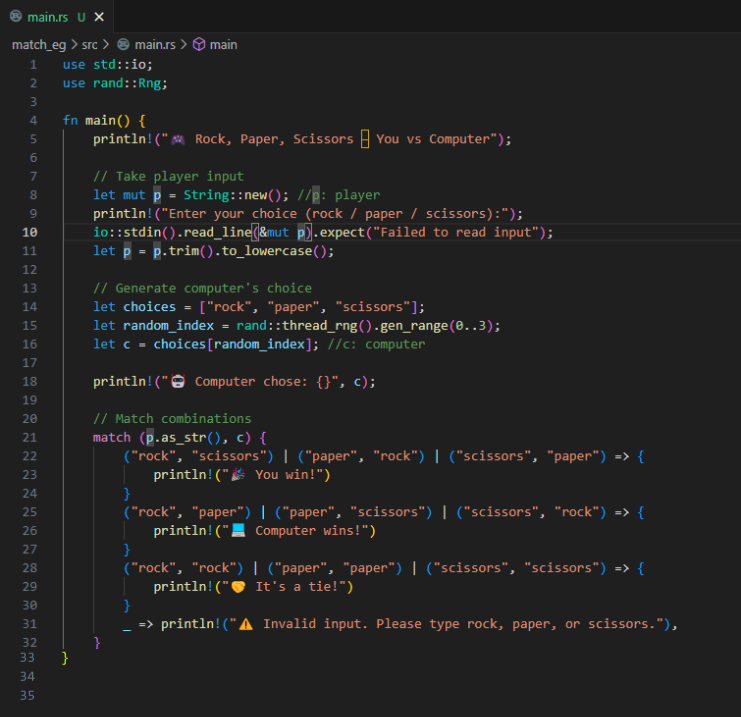 main.rs U ×
match_eg > src > main.rs > main
1 use std::io;
2 use rand::Rng;
3
4 fn main() {
5     println!("🎮 Rock, Paper, Scissors – You vs Computer");
6
7     // Take player input
8     let mut p = String::new(); //p: player
9     println!("Enter your choice (rock / paper / scissors):");
10     io::stdin().read_line(&mut p).expect("Failed to read input");
11     let p = p.trim().to_lowercase();
12
13     // Generate computer's choice
14     let choices = ["rock", "paper", "scissors"];
15     let random_index = rand::thread_rng().gen_range(0..3);
16     let c = choices[random_index]; //c: computer
17
18     println!("🤖 Computer chose: {}", c);
19
20     // Match combinations
21     match (p.as_str(), c) {
22         ("rock", "scissors") | ("paper", "rock") | ("scissors", "paper") => {
23             println!("🎉 You win!")
24         }
25         ("rock", "paper") | ("paper", "scissors") | ("scissors", "rock") => {
26             println!("💻 Computer wins!")
27         }
28         ("rock", "rock") | ("paper", "paper") | ("scissors", "scissors") => {
29             println!("🤝 It's a tie!")
30         }
31         _ => println!("⚠️ Invalid input. Please type rock, paper, or scissors."),
32     }
33 }
34
35